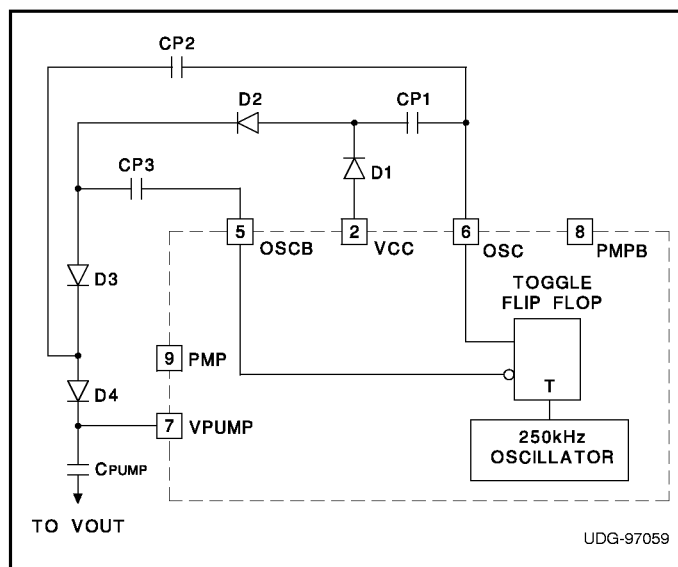 CP2
D2
CP1
D1
CP3
5
OSCB
2
VCC
6
OSC
8
PMPB
TOGGLE
FLIP FLOP
D3
9
PMP
T
D4
7
VPUMP
250kHz
OSCILLATOR
CPUMP
TO VOUT
UDG-97059